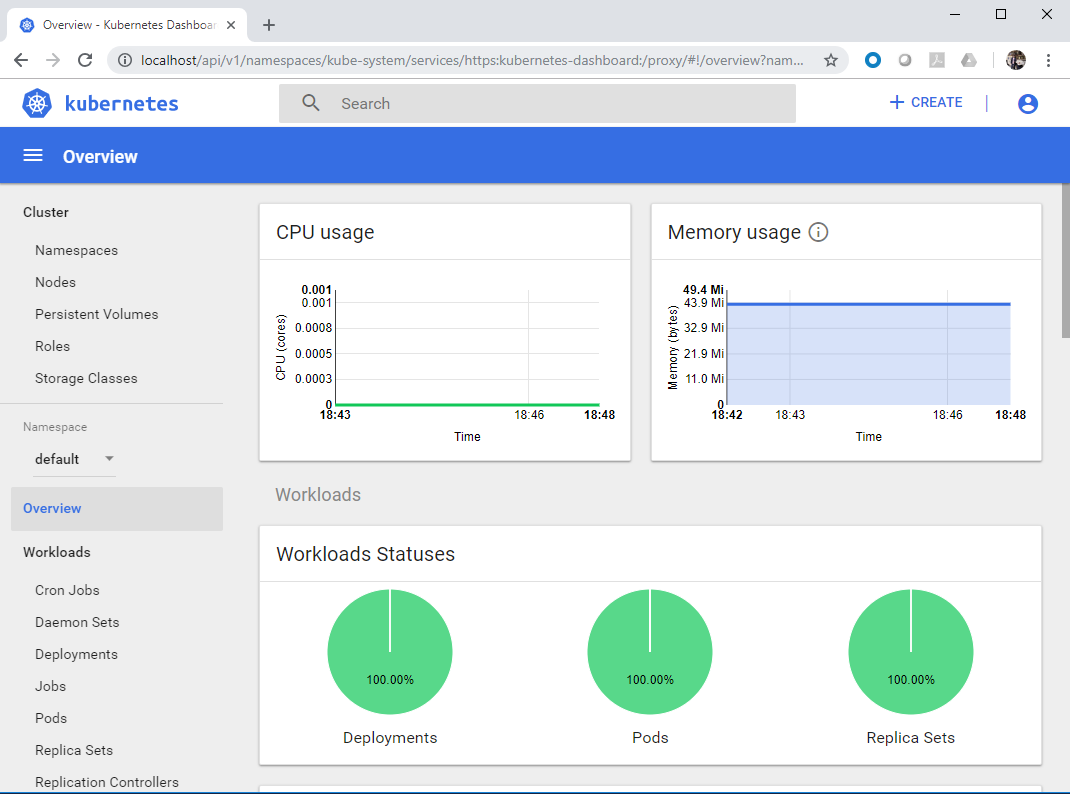 Overview - Kubernetes Dashboar
localhost/api/v1/namespaces/kube-system/services/https:kubernetes-dashboard:/proxy/#!/overview?nam...
kubernetes
Search
CREATE
Overview
Cluster
Namespaces
Nodes
Persistent Volumes
Roles
Storage Classes
Namespace
default
Overview
Workloads
Cron Jobs
Daemon Sets
Deployments
Jobs
Pods
Replica Sets
Replication Controllers
CPU usage
CPU (cores)
0.001
0.001
0.0008
0.0005
0.0003
0
18:43 18:46 18:48
Time
Memory usage
Memory (bytes)
49.4 Mi
43.9 Mi
32.9 Mi
21.9 Mi
11.0 Mi
0
18:42 18:43 18:46 18:48
Time
Workloads
Workloads Statuses
100.00% 100.00% 100.00%
Deployments Pods Replica Sets